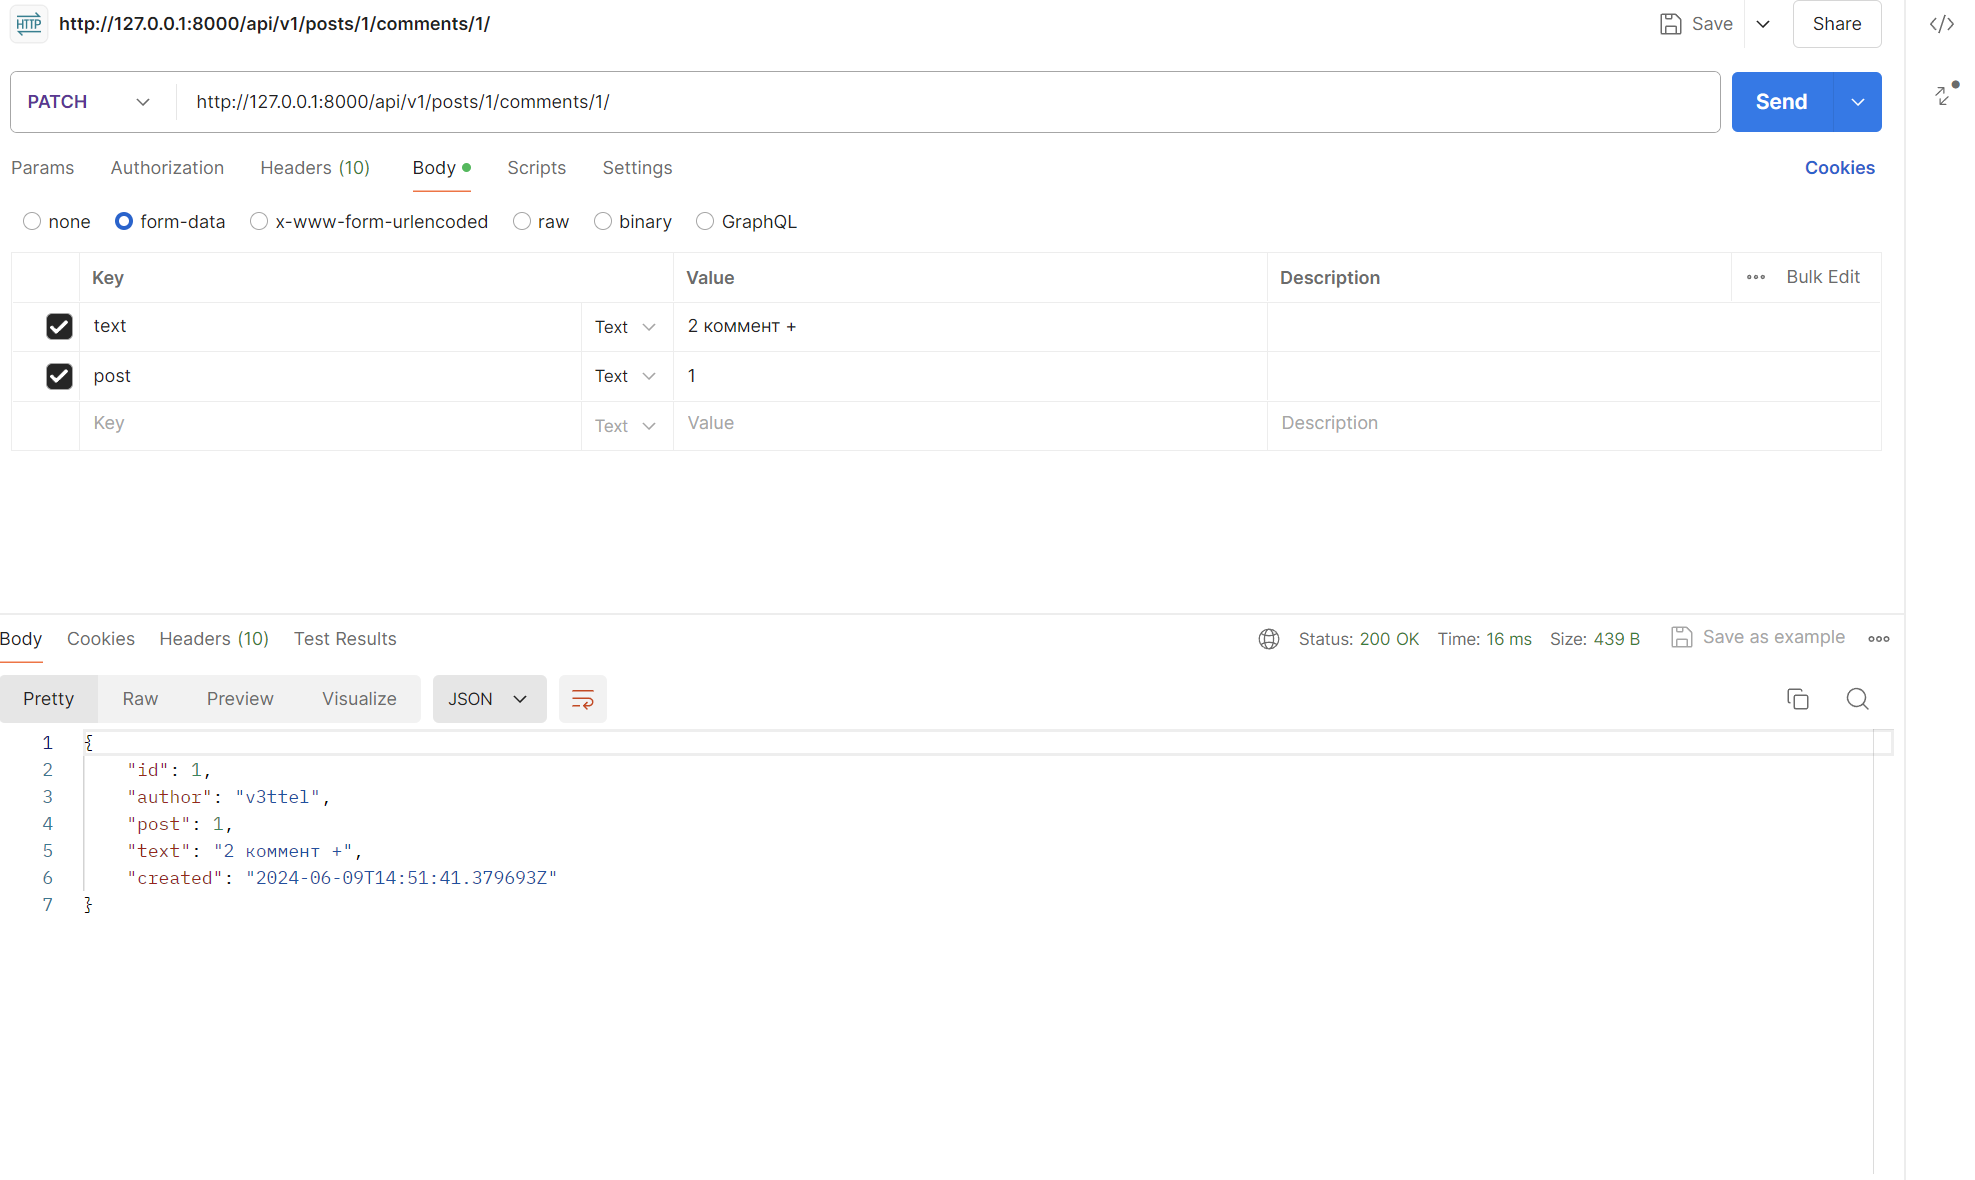 HTTP http://127.0.0.1:8000/api/v1/posts/1/comments/1/ Save Share
PATCH http://127.0.0.1:8000/api/v1/posts/1/comments/1/ Send
Params Authorization Headers (10) Body Scripts Settings Cookies
none form-data x-www-form-urlencoded raw binary GraphQL
Key Value Description Bulk Edit
text Text 2 коммент +
post Text 1
Key Text Value Description
Body Cookies Headers (10) Test Results Status: 200 OK Time: 16 ms Size: 439 B Save as example
Pretty Raw Preview Visualize JSON
1 {
2 "id": 1,
3 "author": "v3ttel",
4 "post": 1,
5 "text": "2 коммент +",
6 "created": "2024-06-09T14:51:41.379693Z"
7 }